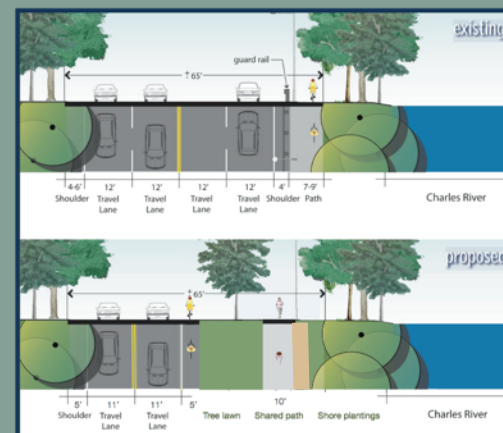 existing
guard rail
± 65'
4-6' 12' 12' 12' 12' 4' 7-9'
Shoulder Travel Lane Travel Lane Travel Lane Travel Lane Shoulder Path
Charles River
proposed
± 65'
5' 11' 11' 5' 10'
Shoulder Travel Lane Travel Lane Tree lawn Shared path Shore plantings
Charles River